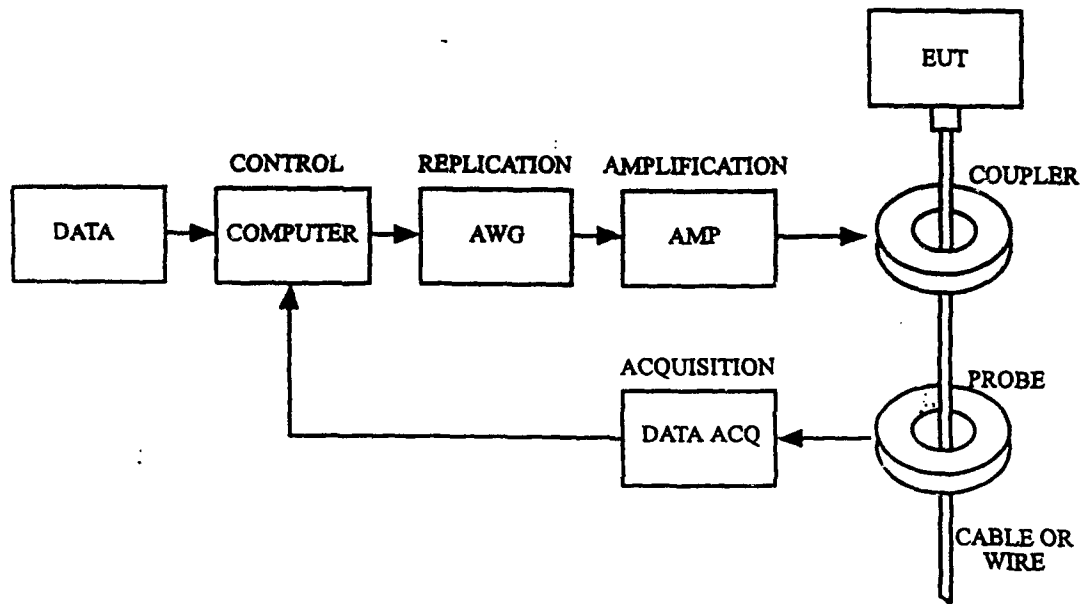 EUT
CONTROL
REPLICATION
AMPLIFICATION
COUPLER
DATA
COMPUTER
AWG
AMP
ACQUISITION
PROBE
DATA ACQ
CABLE OR
WIRE